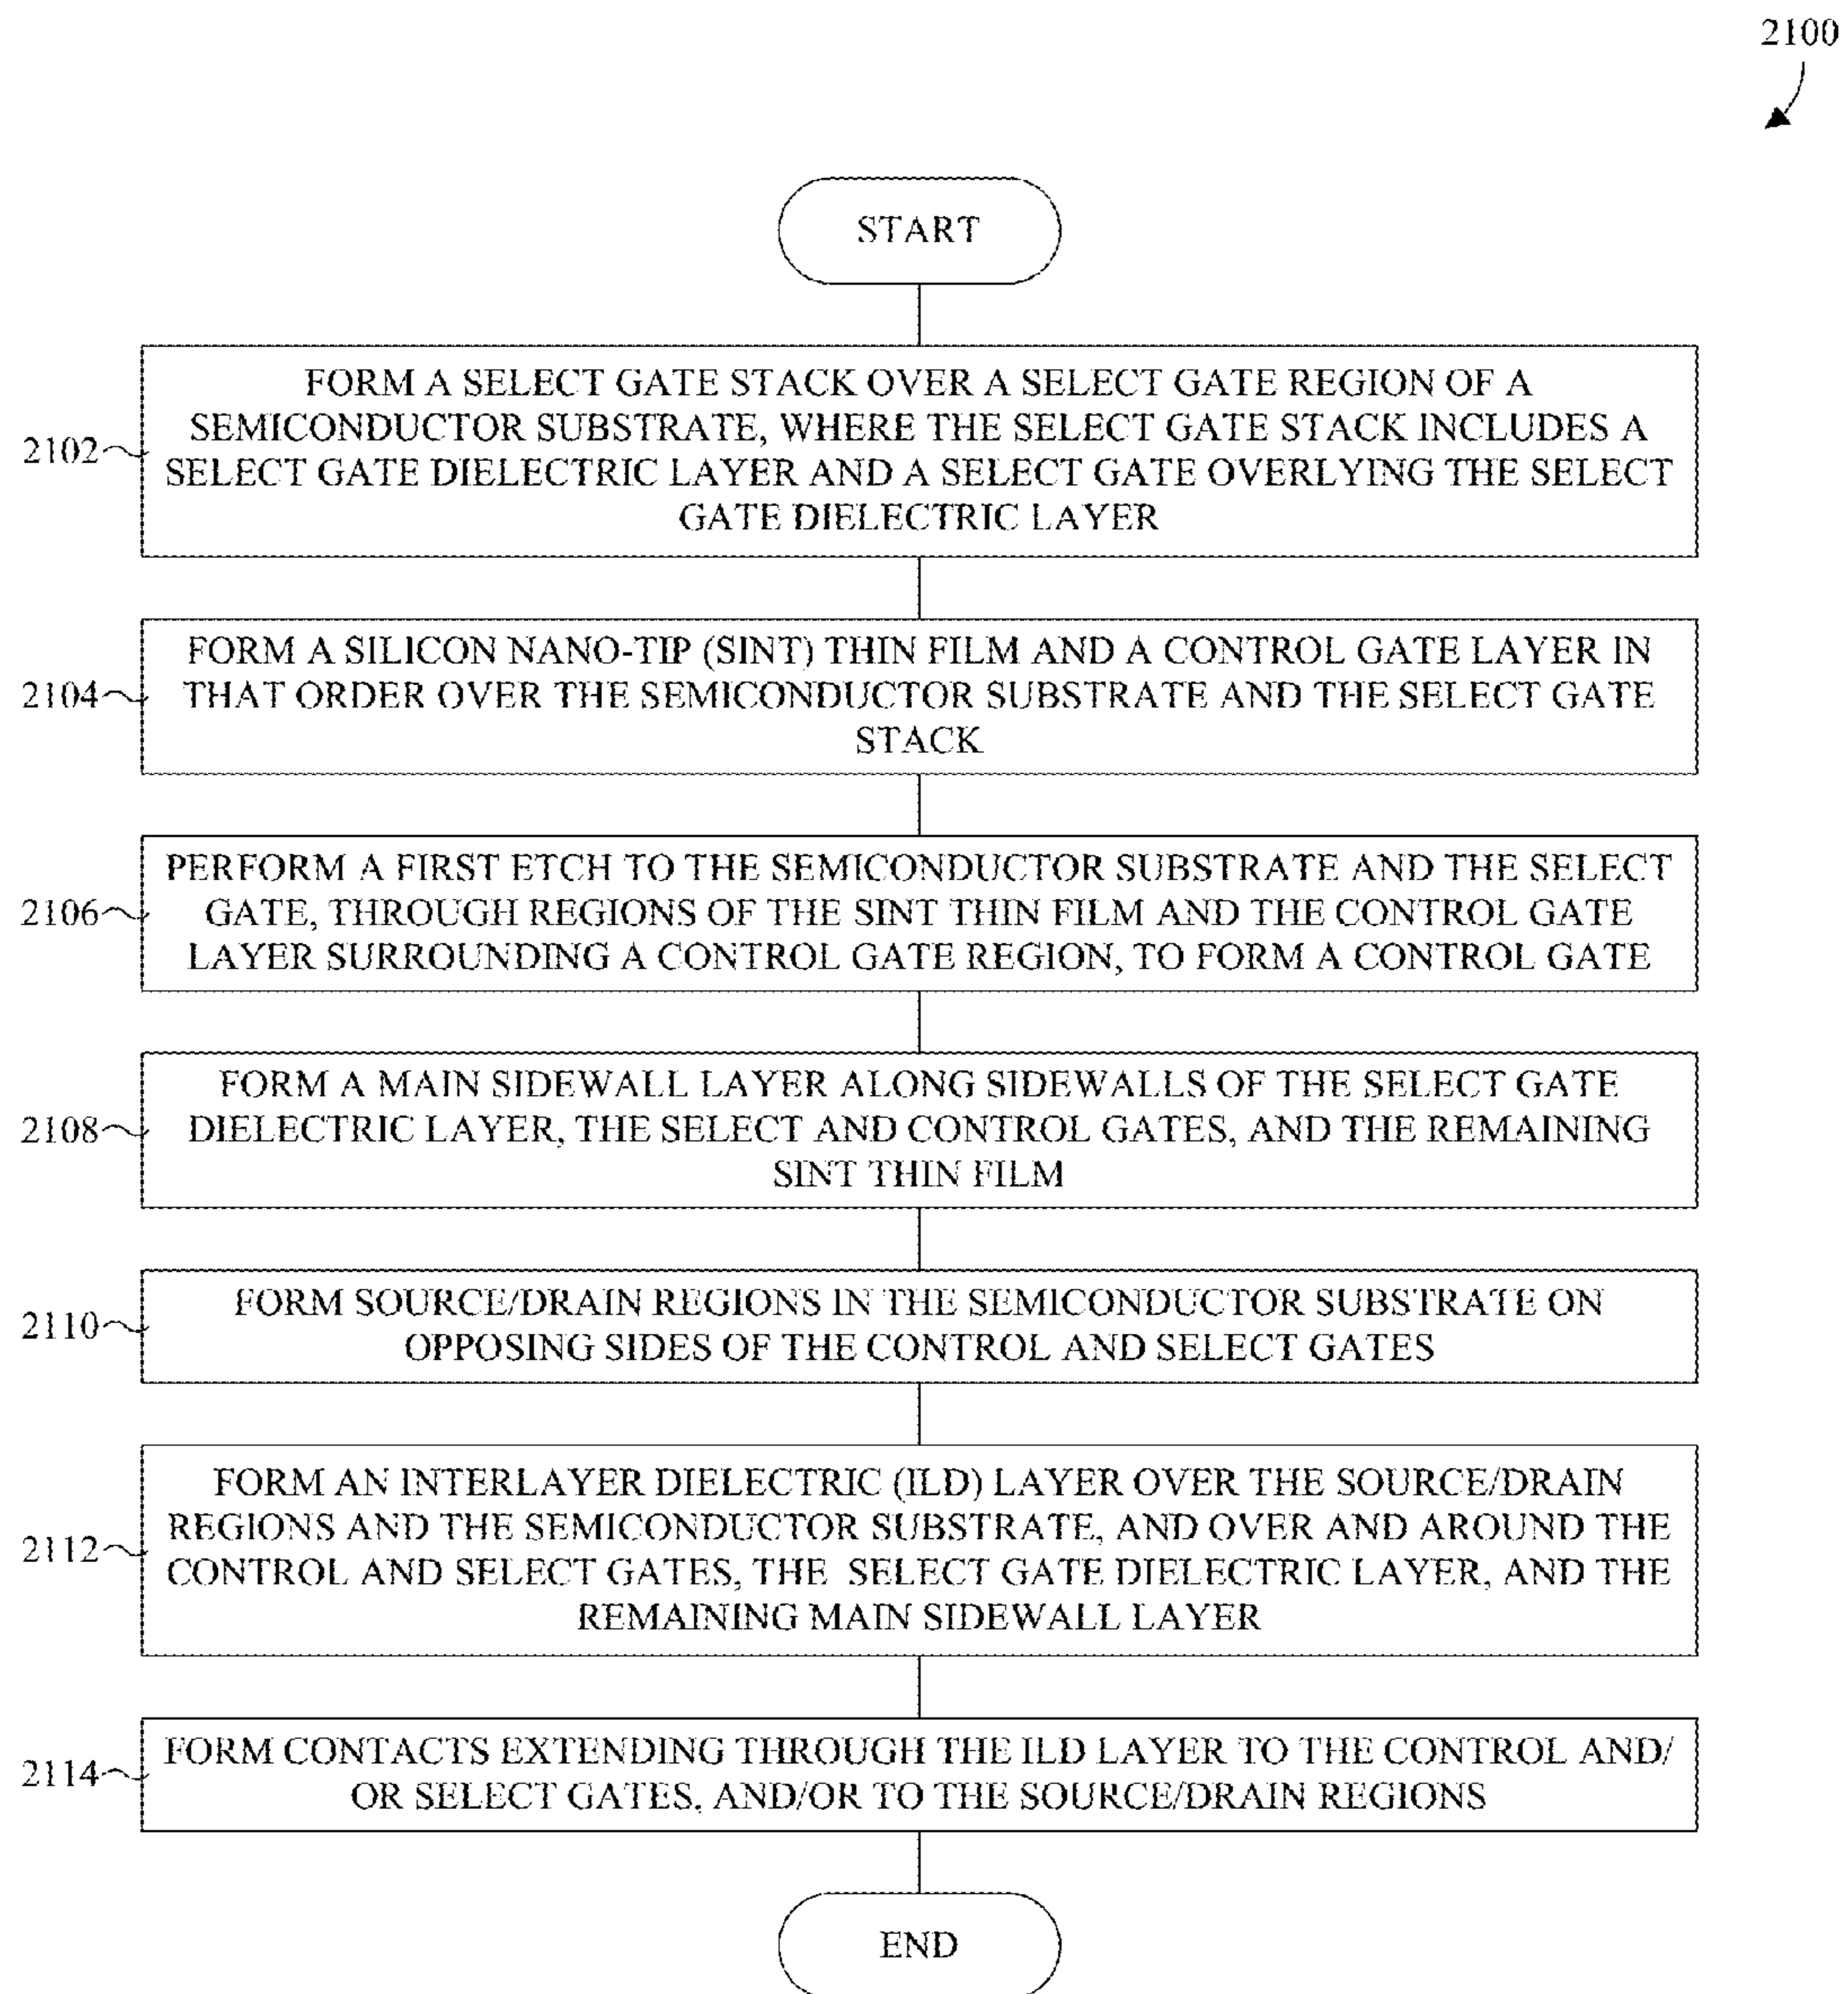 2100
START
2102
FORM A SELECT GATE STACK OVER A SELECT GATE REGION OF A
SEMICONDUCTOR SUBSTRATE, WHERE THE SELECT GATE STACK INCLUDES A
SELECT GATE DIELECTRIC LAYER AND A SELECT GATE OVERLYING THE SELECT
GATE DIELECTRIC LAYER
2104
FORM A SILICON NANO-TIP (SINT) THIN FILM AND A CONTROL GATE LAYER IN
THAT ORDER OVER THE SEMICONDUCTOR SUBSTRATE AND THE SELECT GATE
STACK
2106
PERFORM A FIRST ETCH TO THE SEMICONDUCTOR SUBSTRATE AND THE SELECT
GATE, THROUGH REGIONS OF THE SINT THIN FILM AND THE CONTROL GATE
LAYER SURROUNDING A CONTROL GATE REGION, TO FORM A CONTROL GATE
2108
FORM A MAIN SIDEWALL LAYER ALONG SIDEWALLS OF THE SELECT GATE
DIELECTRIC LAYER, THE SELECT AND CONTROL GATES, AND THE REMAINING
SINT THIN FILM
2110
FORM SOURCE/DRAIN REGIONS IN THE SEMICONDUCTOR SUBSTRATE ON
OPPOSING SIDES OF THE CONTROL AND SELECT GATES
2112
FORM AN INTERLAYER DIELECTRIC (ILD) LAYER OVER THE SOURCE/DRAIN
REGIONS AND THE SEMICONDUCTOR SUBSTRATE, AND OVER AND AROUND THE
CONTROL AND SELECT GATES, THE SELECT GATE DIELECTRIC LAYER, AND THE
REMAINING MAIN SIDEWALL LAYER
2114
FORM CONTACTS EXTENDING THROUGH THE ILD LAYER TO THE CONTROL AND/
OR SELECT GATES, AND/OR TO THE SOURCE/DRAIN REGIONS
END